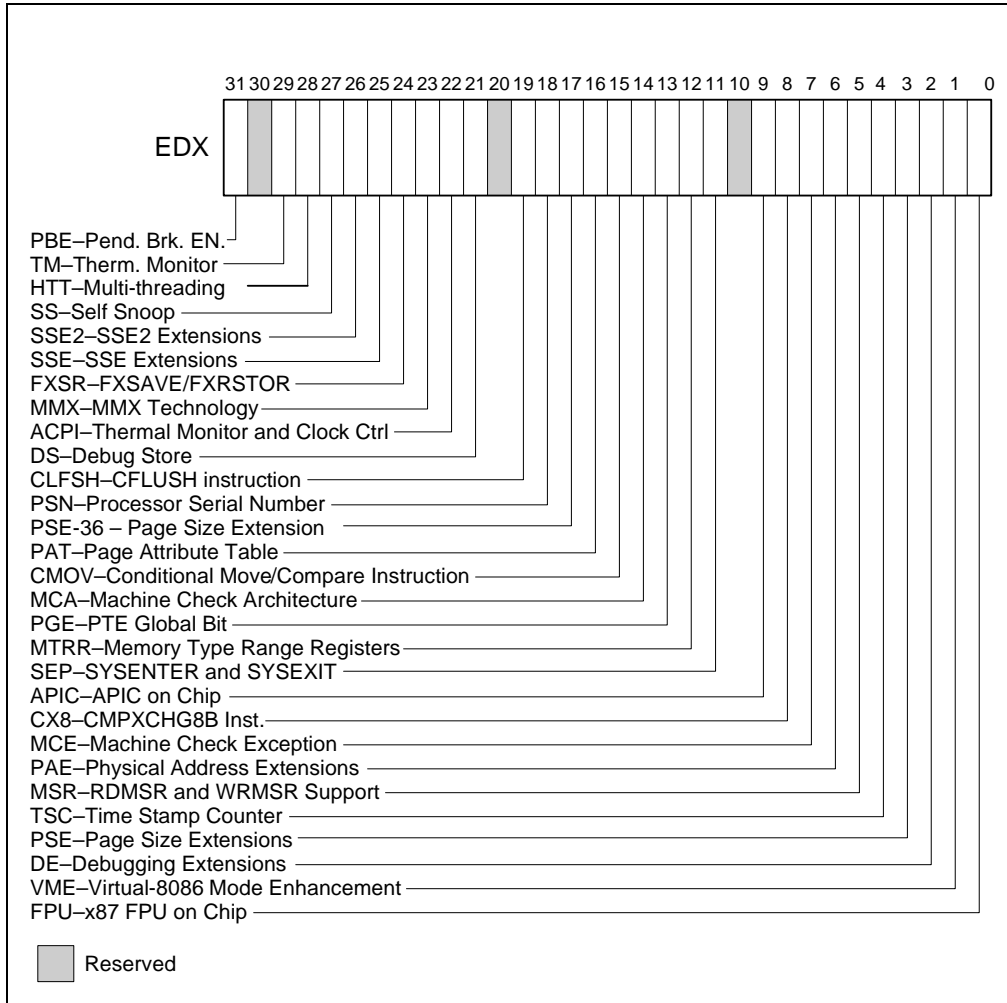 31 30 29 28 27 26 25 24 23 22 21 20 19 18 17 16 15 14 13 12 11 10 9 8 7 6 5 4 3 2 1 0
EDX
PBE–Pend. Brk. EN.
TM–Therm. Monitor
HTT–Multi-threading
SS–Self Snoop
SSE2–SSE2 Extensions
SSE–SSE Extensions
FXSR–FXSAVE/FXRSTOR
MMX–MMX Technology
ACPI–Thermal Monitor and Clock Ctrl
DS–Debug Store
CLFSH–CFLUSH instruction
PSN–Processor Serial Number
PSE-36 – Page Size Extension
PAT–Page Attribute Table
CMOV–Conditional Move/Compare Instruction
MCA–Machine Check Architecture
PGE–PTE Global Bit
MTRR–Memory Type Range Registers
SEP–SYSENTER and SYSEXIT
APIC–APIC on Chip
CX8–CMPXCHG8B Inst.
MCE–Machine Check Exception
PAE–Physical Address Extensions
MSR–RDMSR and WRMSR Support
TSC–Time Stamp Counter
PSE–Page Size Extensions
DE–Debugging Extensions
VME–Virtual-8086 Mode Enhancement
FPU–x87 FPU on Chip
Reserved